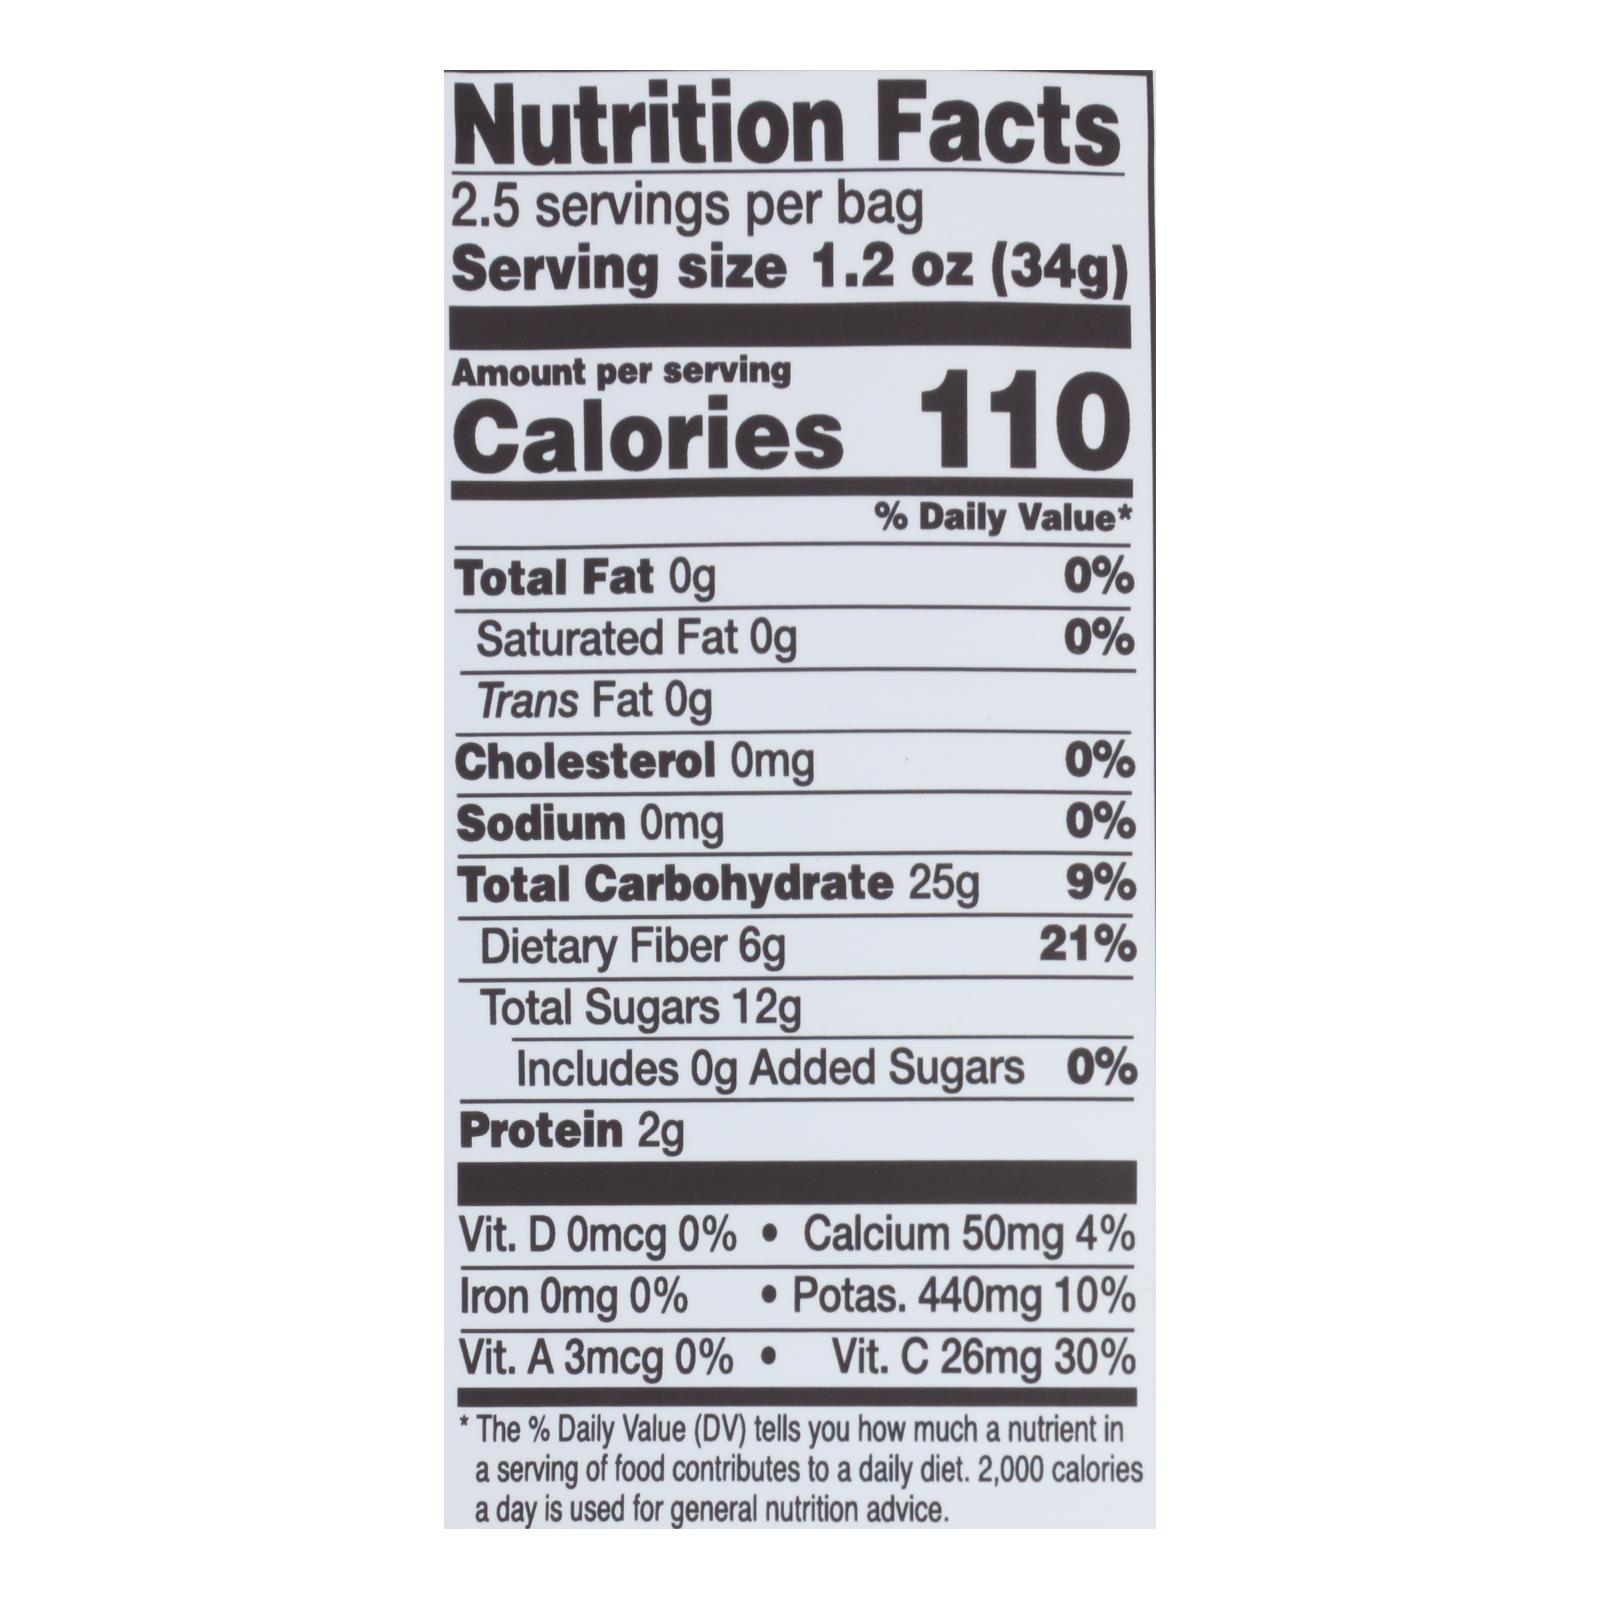 Nutrition Facts
2.5 servings per bag
Serving size 1.2 oz (34g)
Amount per serving
Calories 110
% Daily Value*
Total Fat 0g 0%
Saturated Fat 0g 0%
Trans Fat 0g
Cholesterol 0mg 0%
Sodium 0mg 0%
Total Carbohydrate 25g 9%
Dietary Fiber 6g 21%
Total Sugars 12g
Includes 0g Added Sugars 0%
Protein 2g
Vit. D 0mcg 0% • Calcium 50mg 4%
Iron 0mg 0% • Potas. 440mg 10%
Vit. A 3mcg 0% • Vit. C 26mg 30%
* The % Daily Value (DV) tells you how much a nutrient in
a serving of food contributes to a daily diet. 2,000 calories
a day is used for general nutrition advice.